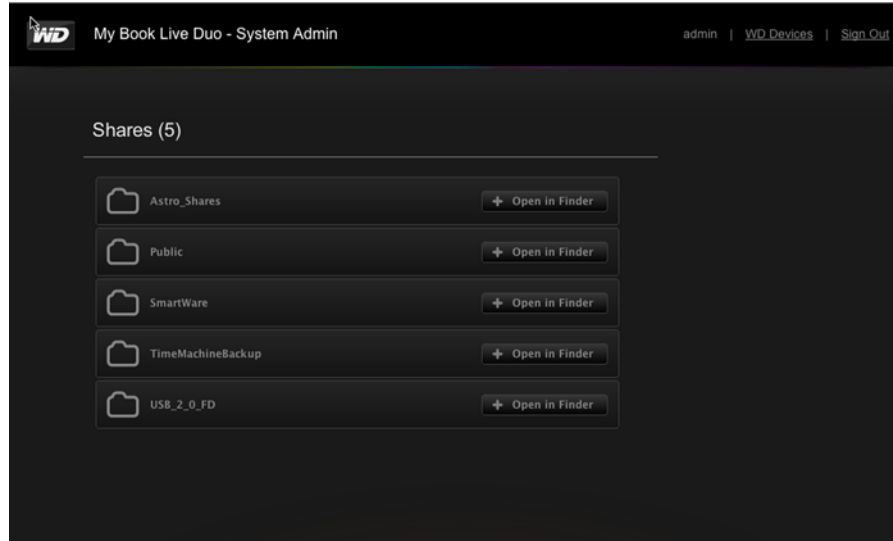 WD My Book Live Duo - System Admin admin | WD Devices | Sign Out
Shares (5)
Astro_Shares + Open in Finder
Public + Open in Finder
SmartWare + Open in Finder
TimeMachineBackup + Open in Finder
USB_2_0_FD + Open in Finder